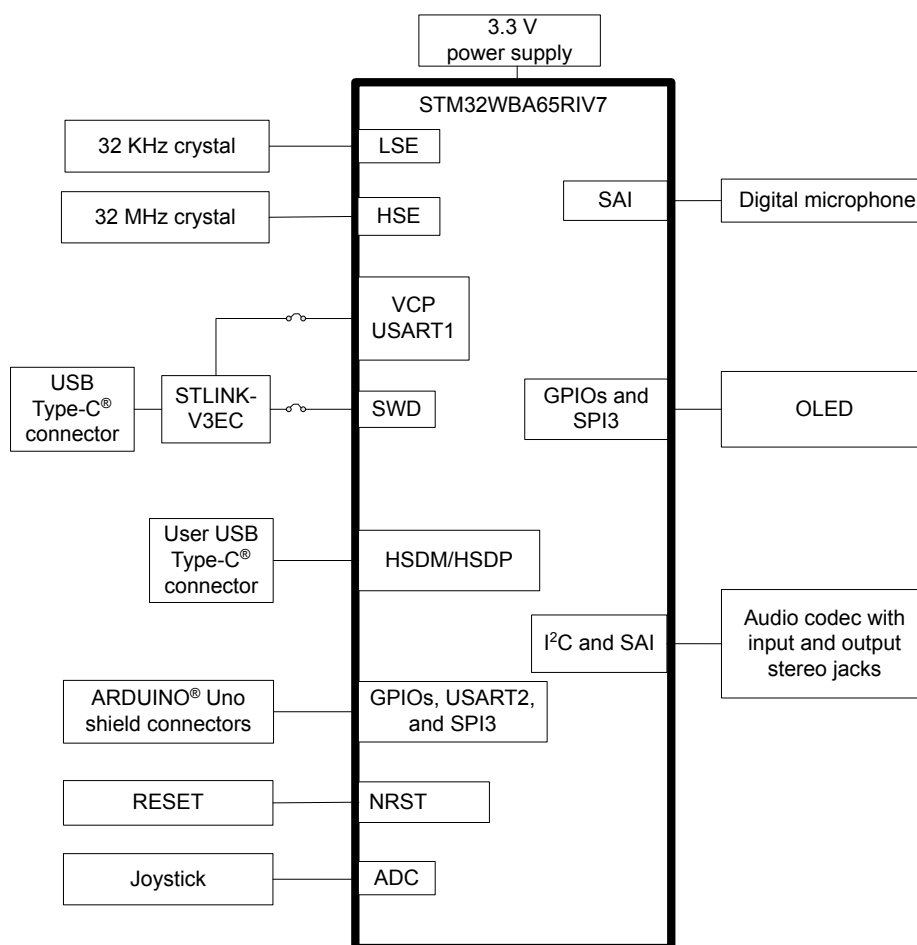 3.3 V
power supply
STM32WBA65RIV7
32 KHz crystal
LSE
32 MHz crystal
HSE
SAI
Digital microphone
VCP
USART1
USB
Type-C®
connector
STLINK-
V3EC
SWD
GPIOs and
SPI3
OLED
User USB
Type-C®
connector
HSDM/HSDP
I²C and SAI
Audio codec with
input and output
stereo jacks
ARDUINO® Uno
shield connectors
GPIOs, USART2,
and SPI3
RESET
NRST
Joystick
ADC